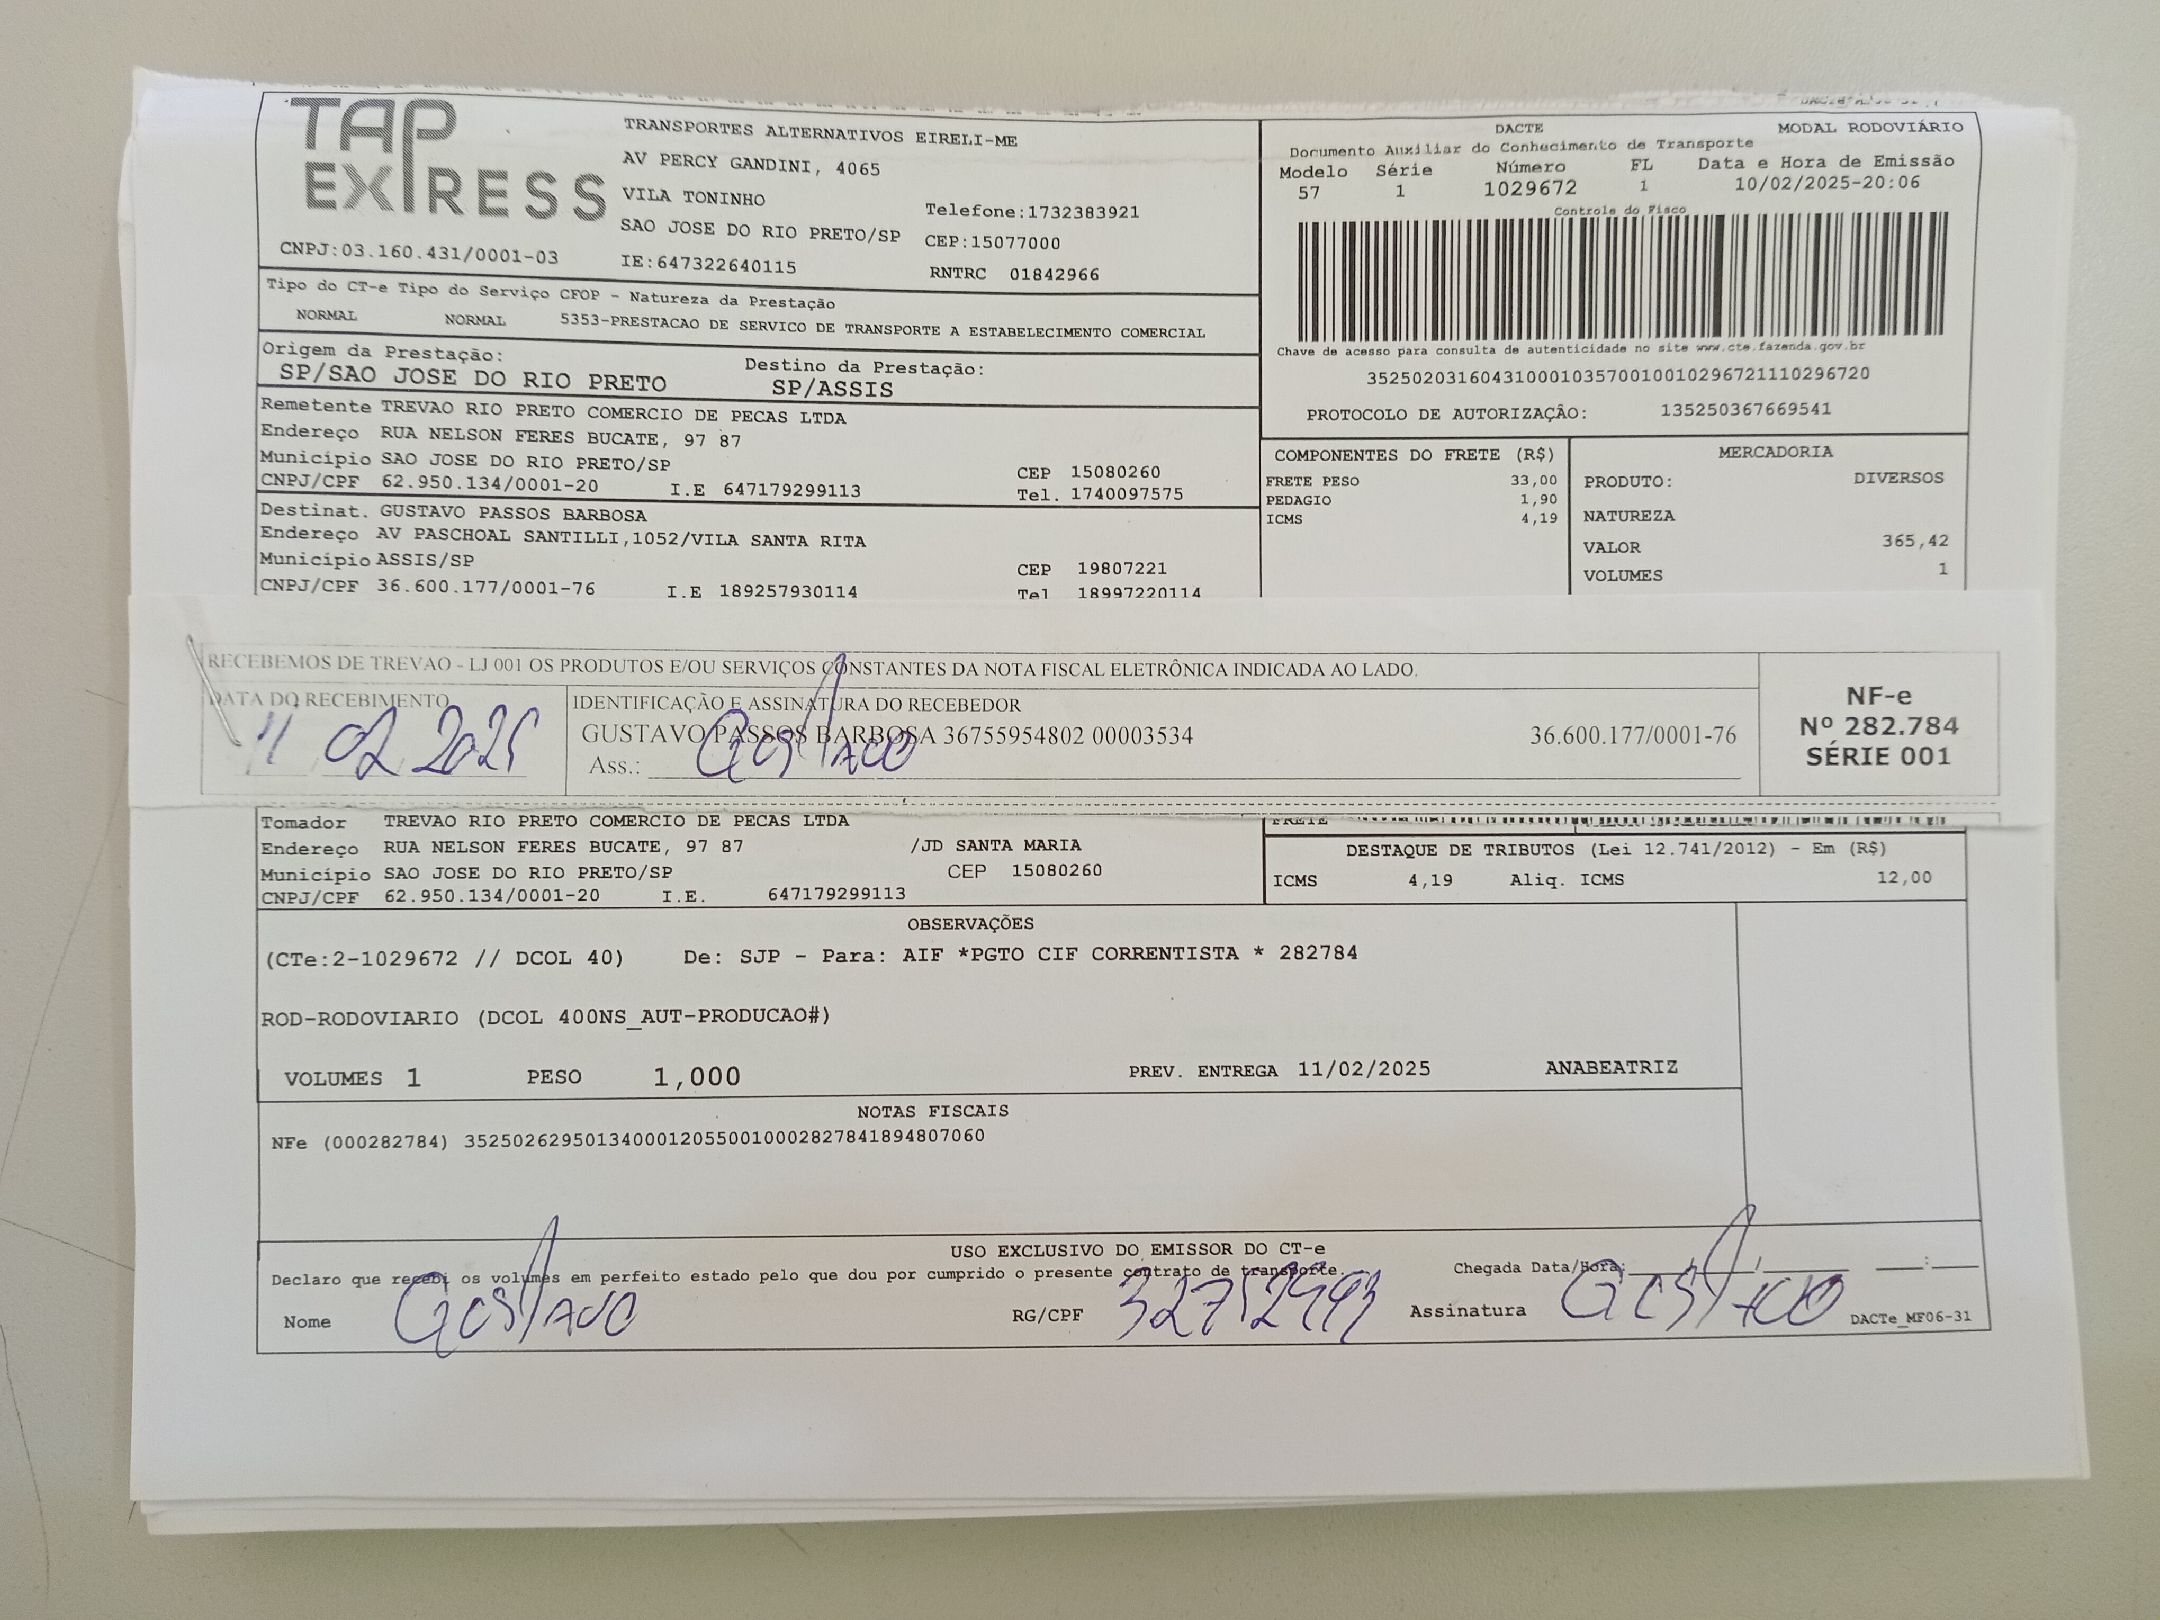 TAP EXPRESS
TRANSPORTES ALTERNATIVOS EIRELI-ME
AV PERCY GANDINI, 4065
VILA TONINHO
Telefone:1732383921
SAO JOSE DO RIO PRETO/SP CEP:15077000
CNPJ:03.160.431/0001-03 IE:647322640115 RNTRC 01842966
DACTE MODAL RODOVIÁRIO
Documento Auxiliar do Conhecimento de Transporte
Modelo Série Número FL Data e Hora de Emissão
57 1 1029672 1 10/02/2025-20:06
Controle do Fisco
Chave de acesso para consulta de autenticidade no site www.cte.fazenda.gov.br
35250203160431000103570010010296721110296720
PROTOCOLO DE AUTORIZAÇÃO: 135250367669541
Tipo do CT-e Tipo do Serviço CFOP - Natureza da Prestação
NORMAL NORMAL 5353-PRESTACAO DE SERVICO DE TRANSPORTE A ESTABELECIMENTO COMERCIAL
Origem da Prestação: Destino da Prestação:
SP/SAO JOSE DO RIO PRETO SP/ASSIS
Remetente TREVAO RIO PRETO COMERCIO DE PECAS LTDA
Endereço RUA NELSON FERES BUCATE, 97 87
Município SAO JOSE DO RIO PRETO/SP CEP 15080260
CNPJ/CPF 62.950.134/0001-20 I.E 647179299113 Tel. 1740097575
Destinat. GUSTAVO PASSOS BARBOSA
Endereço AV PASCHOAL SANTILLI,1052/VILA SANTA RITA
Município ASSIS/SP CEP 19807221
CNPJ/CPF 36.600.177/0001-76 I.E 189257930114 Tel 18997220114
COMPONENTES DO FRETE (R$)
FRETE PESO 33,00
PEDAGIO 1,90
ICMS 4,19
MERCADORIA
PRODUTO: DIVERSOS
NATUREZA
VALOR 365,42
VOLUMES 1
RECEBEMOS DE TREVAO - LJ 001 OS PRODUTOS E/OU SERVIÇOS CONSTANTES DA NOTA FISCAL ELETRÔNICA INDICADA AO LADO.
DATA DO RECEBIMENTO
11 02 2025
IDENTIFICAÇÃO E ASSINATURA DO RECEBEDOR
GUSTAVO PASSOS BARBOSA 36755954802 00003534 36.600.177/0001-76
Ass.: Gustavo
NF-e
Nº 282.784
SÉRIE 001
Tomador TREVAO RIO PRETO COMERCIO DE PECAS LTDA
Endereço RUA NELSON FERES BUCATE, 97 87 /JD SANTA MARIA
Município SAO JOSE DO RIO PRETO/SP CEP 15080260
CNPJ/CPF 62.950.134/0001-20 I.E. 647179299113
FRETE
DESTAQUE DE TRIBUTOS (Lei 12.741/2012) - Em (R$)
ICMS 4,19 Aliq. ICMS 12,00
OBSERVAÇÕES
(CTe:2-1029672 // DCOL 40) De: SJP - Para: AIF *PGTO CIF CORRENTISTA * 282784
ROD-RODOVIARIO (DCOL 400NS_AUT-PRODUCAO#)
VOLUMES 1 PESO 1,000 PREV. ENTREGA 11/02/2025 ANABEATRIZ
NOTAS FISCAIS
NFe (000282784) 35250262950134000120550010002827841894807060
USO EXCLUSIVO DO EMISSOR DO CT-e
Declaro que recebi os volumes em perfeito estado pelo que dou por cumprido o presente contrato de transporte. Chegada Data/Hora:
Nome Gustavo RG/CPF Assinatura Gustavo DACTe_MF06-31